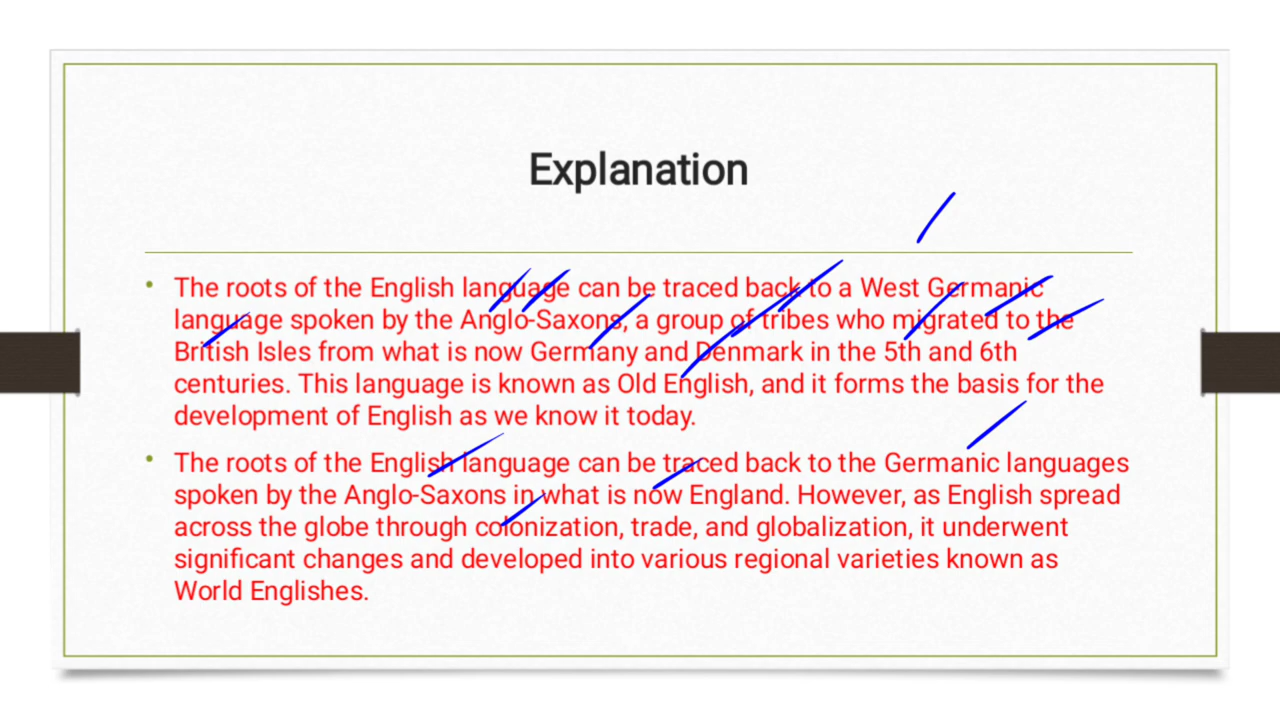 Explanation
The roots of the English language can be traced back to a West Germanic
language spoken by the Anglo-Saxons, a group of tribes who migrated to the
British Isles from what is now Germany and Denmark in the 5th and 6th
centuries. This language is known as Old English, and it forms the basis for the
development of English as we know it today.
The roots of the English language can be traced back to the Germanic languages
spoken by the Anglo-Saxons in what is now England. However, as English spread
across the globe through colonization, trade, and globalization, it underwent
significant changes and developed into various regional varieties known as
World Englishes.